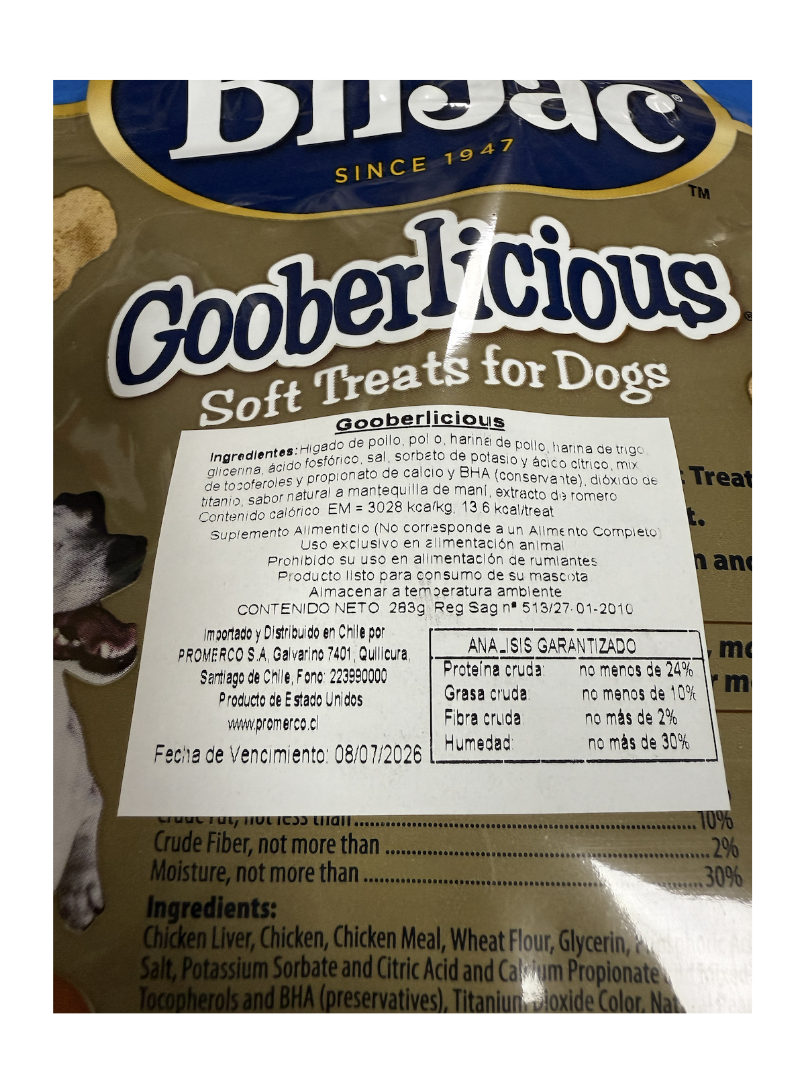 BilJac®
SINCE 1947
TM
Gooberlicious
Soft Treats for Dogs
Gooberlicious
Ingredientes: Higado de pollo, pollo, harina de pollo, harina de trigo,
glicerina, ácido fosfórico, sal, sorbato de potasio y ácico cítrico, mix
de tocoferoles y propionato de calcio y BHA (conservante), dióxido de
titanio, sabor natural a mantequilla de maní, extracto de romero
Contenido calórico EM = 3028 kcal/kg, 13.6 kcal/treat
Suplemento Alimenticio (No corresponde a un Alimento Completo)
Uso exclusivo en alimentación animal
Prohibido su uso en alimentación de rumiantes
Producto listo para consumo de su mascota
Almacenar a temperatura ambiente
CONTENIDO NETO 283g Reg Sag nº 513/27-01-2010
Importado y Distribuido en Chile por
PROMERCO S.A, Galvarino 7401, Quilicura,
Santiago de Chile, Fono: 223990000
Producto de Estado Unidos
www.promerco.cl
Fecha de Vencimiento: 08/07/2026
ANALISIS GARANTIZADO
Proteína cruda: no menos de 24%
Grasa cruda no menos de 10%
Fibra cruda no más de 2%
Humedad: no más de 30%
Treat
t.
10%
Crude Fiber, not more than 2%
Moisture, not more than 30%
Ingredients:
Chicken Liver, Chicken, Chicken Meal, Wheat Flour, Glycerin,
Salt, Potassium Sorbate and Citric Acid and Calcium Propionate
Tocopherols and BHA (preservatives), Titanium Dioxide Color,